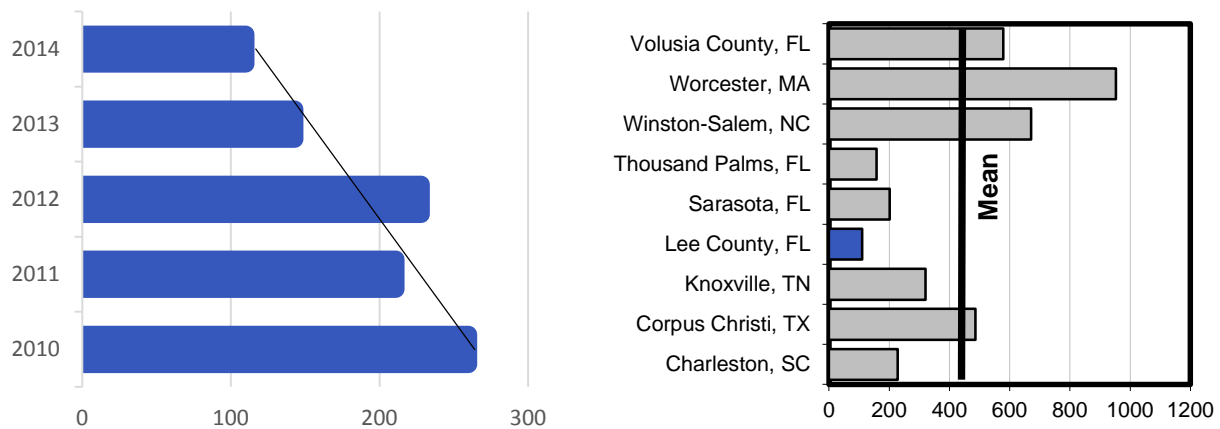 2014
2013
2012
2011
2010
0 100 200 300
Volusia County, FL
Worcester, MA
Winston-Salem, NC
Thousand Palms, FL
Sarasota, FL
Lee County, FL
Knoxville, TN
Corpus Christi, TX
Charleston, SC
Mean
0 200 400 600 800 1000 1200